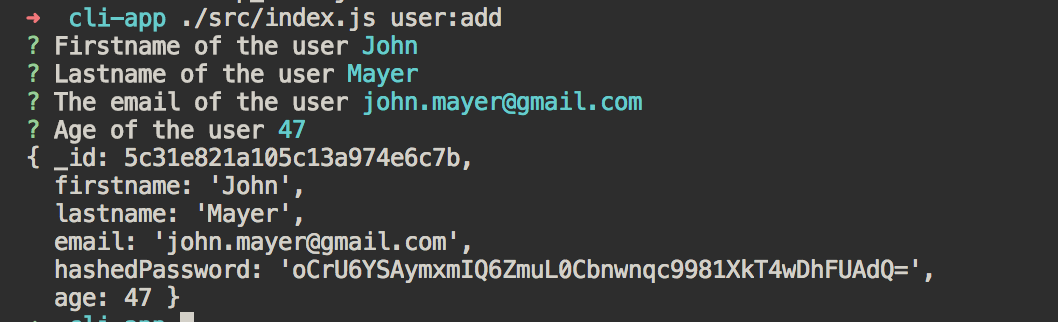 ➜  cli-app ./src/index.js user:add
? Firstname of the user John
? Lastname of the user Mayer
? The email of the user john.mayer@gmail.com
? Age of the user 47
{ _id: 5c31e821a105c13a974e6c7b,
  firstname: 'John',
  lastname: 'Mayer',
  email: 'john.mayer@gmail.com',
  hashedPassword: 'oCrU6YSAymxmIQ6ZmuL0Cbnwnqc9981XkT4wDhFUAdQ=',
  age: 47 }
➜  cli-app